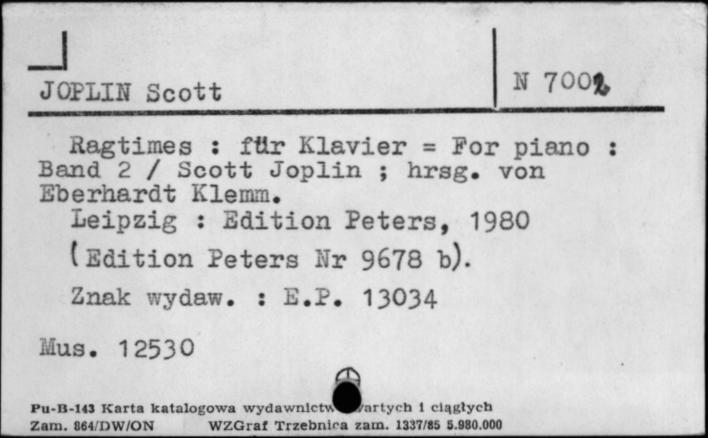 JOPLIN Scott
N 7002
Ragtimes : für Klavier = For piano :
Band 2 / Scott Joplin ; hrsg. von
Eberhardt Klemm.
Leipzig : Edition Peters, 1980
(Edition Peters Nr 9678 b).
Znak wydaw. : E.P. 13034
Mus. 12530
Pu-B-143 Karta katalogowa wydawnictw zwartych i ciągłych
Zam. 864/DW/ON WZGraf Trzebnica zam. 1337/85 5.980.000